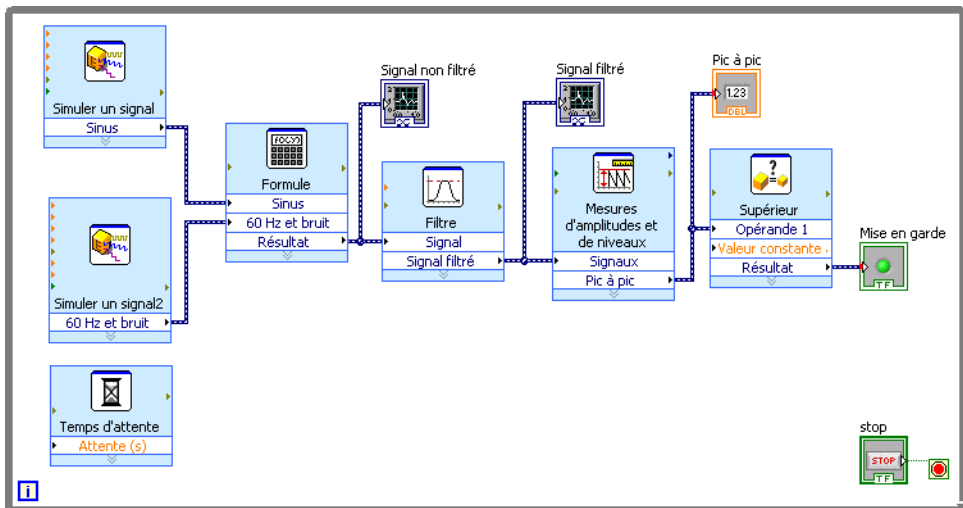 Simuler un signal
Sinus
Simuler un signal2
60 Hz et bruit
Temps d'attente
Attente (s)
f(x,y)
Formule
Sinus
60 Hz et bruit
Résultat
Signal non filtré
Filtre
Signal
Signal filtré
Signal filtré
Mesures
d'amplitudes et
de niveaux
Signaux
Pic à pic
Pic à pic
1.23
DBL
?
Supérieur
Opérande 1
Valeur constante
Résultat
Mise en garde
TF
stop
STOP
TF
i